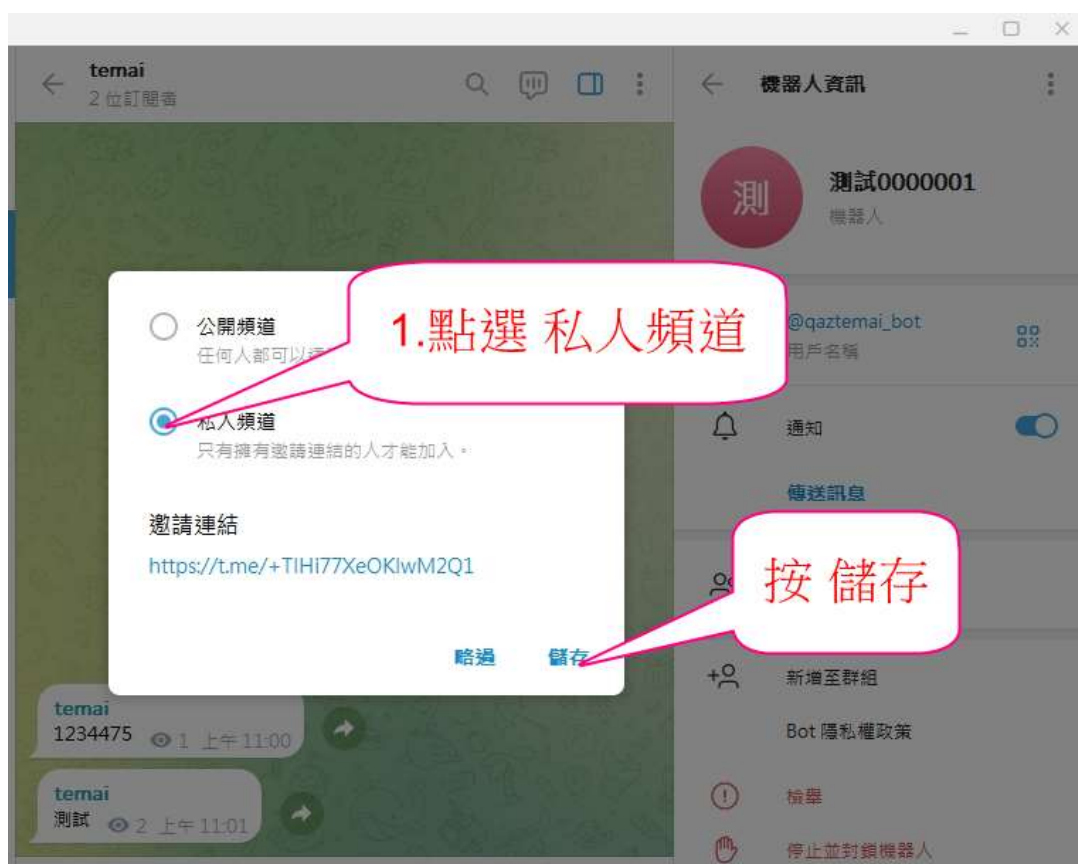 temai
2 位訂閱者
機器人資訊
測
測試0000001
機器人
公開頻道
任何人都可以
1.點選 私人頻道
私人頻道
只有擁有邀請連結的人才能加入。
邀請連結
儲存
略過
按 儲存
@qaztemai_bot
用戶名稱
通知
傳送訊息
新增至群組
Bot 隱私權政策
檢舉
停止並封鎖機器人
temai
1234475 1 上午 11:00
temai
測試 2 上午 11:01